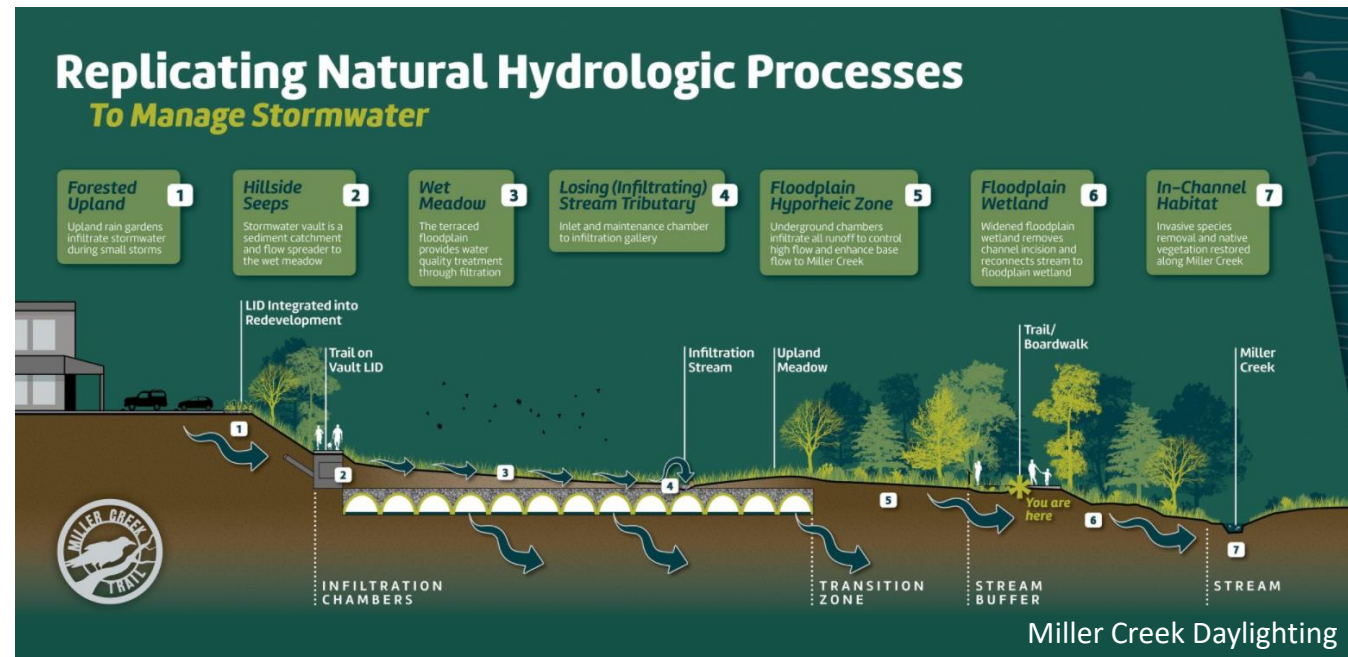 Replicating Natural Hydrologic Processes
To Manage Stormwater
Forested
Upland
1
Upland rain gardens
infiltrate stormwater
during small storms
Hillside
Seeps
2
Stormwater vault is a
sediment catchment
and flow spreader to
the wet meadow
Wet
Meadow
3
The terraced
floodplain
provides water
quality treatment
through filtration
Losing (Infiltrating)
Stream Tributary
4
Inlet and maintenance chamber
to infiltration gallery
Floodplain
Hyporheic Zone
5
Underground chambers
infiltrate all runoff to control
high flow and enhance base
flow to Miller Creek
Floodplain
Wetland
6
Widened floodplain
wetland removes
channel incision and
reconnects stream to
floodplain wetland
In-Channel
Habitat
7
Invasive species
removal and native
vegetation restored
along Miller Creek
LID Integrated into
Redevelopment
Trail on
Vault LID
Infiltration
Stream
Upland
Meadow
Trail/
Boardwalk
Miller
Creek
1
2
3
4
5
You are
here
6
7
MILLER CREEK
TRAIL
INFILTRATION
CHAMBERS
TRANSITION
ZONE
STREAM
BUFFER
STREAM
Miller Creek Daylighting